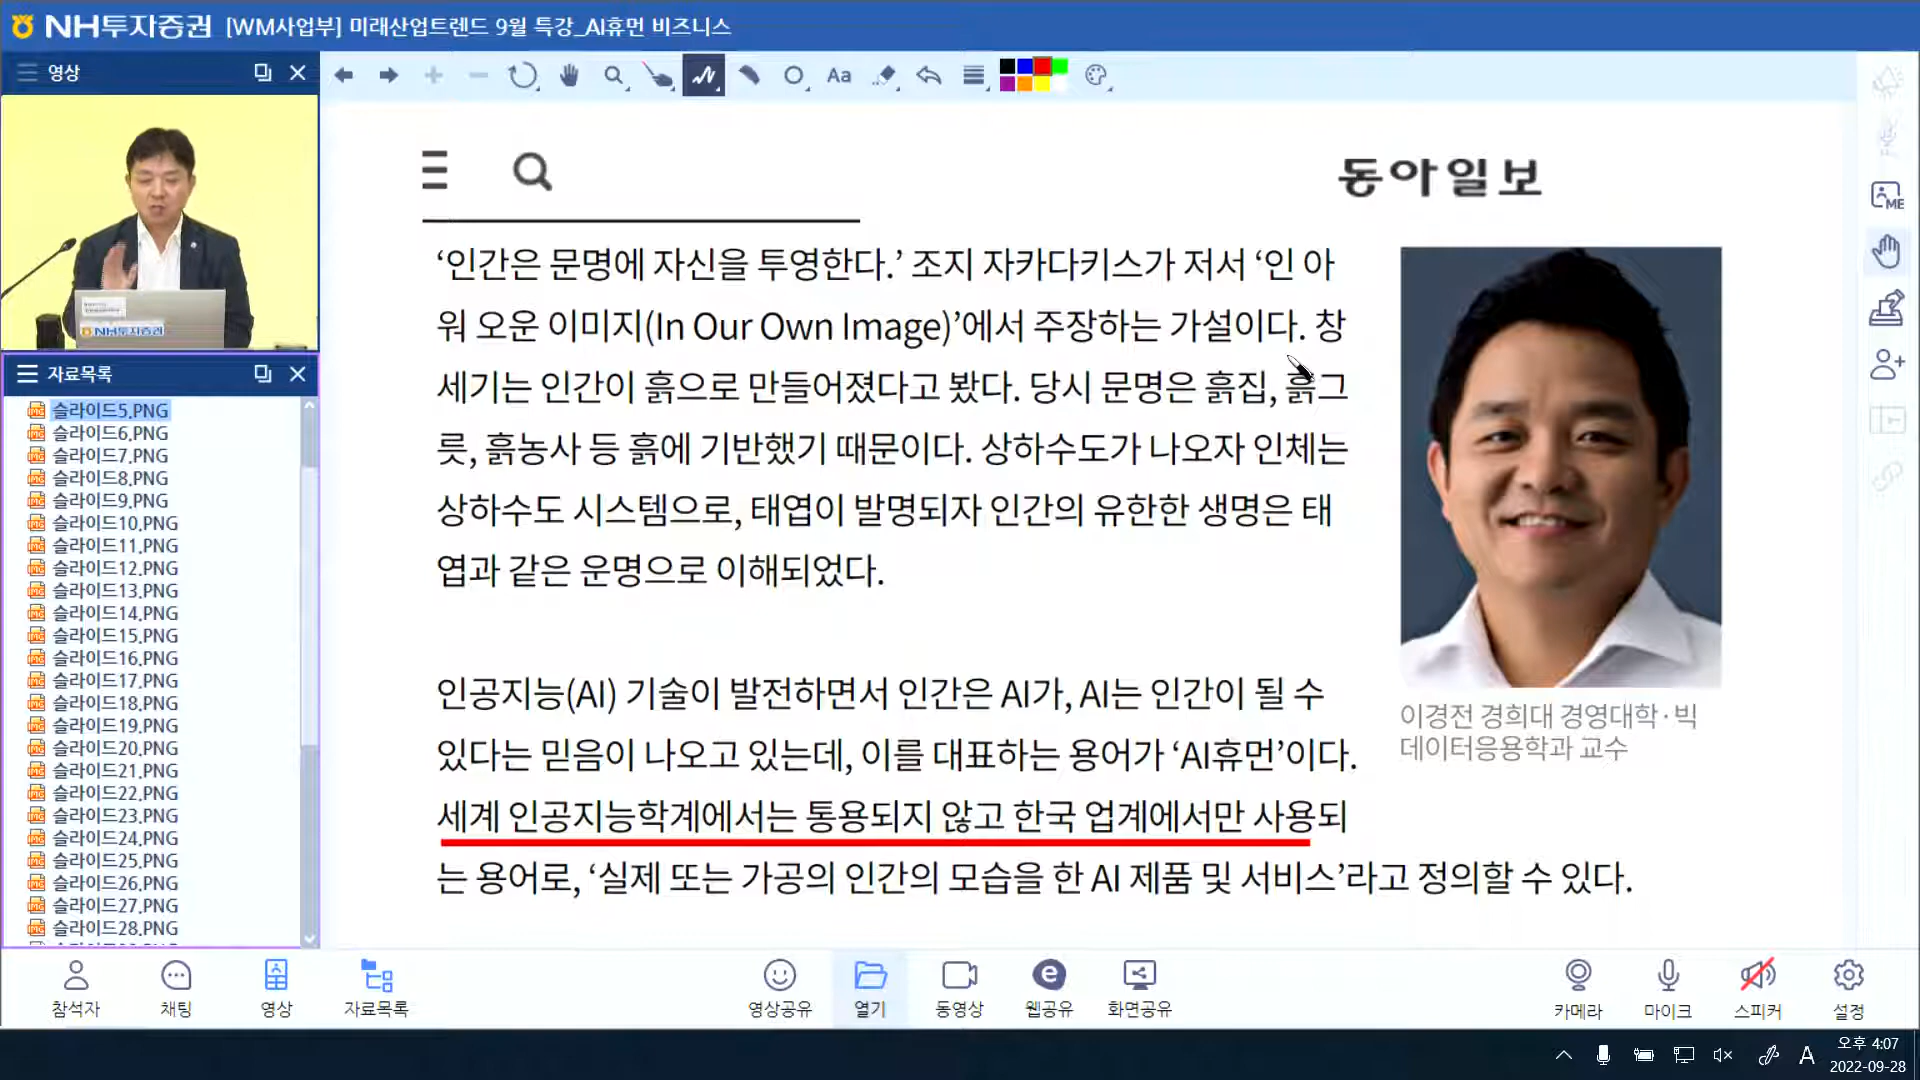 NH투자증권 [WM사업부] 미래산업트렌드 9월 특강_AI휴먼 비즈니스
영상
Aa
NH투자증권
자료목록
슬라이드5.PNG
슬라이드6.PNG
슬라이드7.PNG
슬라이드8.PNG
슬라이드9.PNG
슬라이드10.PNG
슬라이드11.PNG
슬라이드12.PNG
슬라이드13.PNG
슬라이드14.PNG
슬라이드15.PNG
슬라이드16.PNG
슬라이드17.PNG
슬라이드18.PNG
슬라이드19.PNG
슬라이드20.PNG
슬라이드21.PNG
슬라이드22.PNG
슬라이드23.PNG
슬라이드24.PNG
슬라이드25.PNG
슬라이드26.PNG
슬라이드27.PNG
슬라이드28.PNG
동아일보
‘인간은 문명에 자신을 투영한다.’ 조지 자카다키스가 저서 ‘인 아
워 오운 이미지(In Our Own Image)’에서 주장하는 가설이다. 창
세기는 인간이 흙으로 만들어졌다고 봤다. 당시 문명은 흙집, 흙그
릇, 흙농사 등 흙에 기반했기 때문이다. 상하수도가 나오자 인체는
상하수도 시스템으로, 태엽이 발명되자 인간의 유한한 생명은 태
엽과 같은 운명으로 이해되었다.
인공지능(AI) 기술이 발전하면서 인간은 AI가, AI는 인간이 될 수
있다는 믿음이 나오고 있는데, 이를 대표하는 용어가 ‘AI휴먼’이다.
세계 인공지능학계에서는 통용되지 않고 한국 업계에서만 사용되
는 용어로, ‘실제 또는 가공의 인간의 모습을 한 AI 제품 및 서비스’라고 정의할 수 있다.
이경전 경희대 경영대학·빅
데이터응용학과 교수
ME
참석자
채팅
영상
자료목록
영상공유
열기
동영상
웹공유
화면공유
카메라
마이크
스피커
설정
A
오후 4:07
2022-09-28